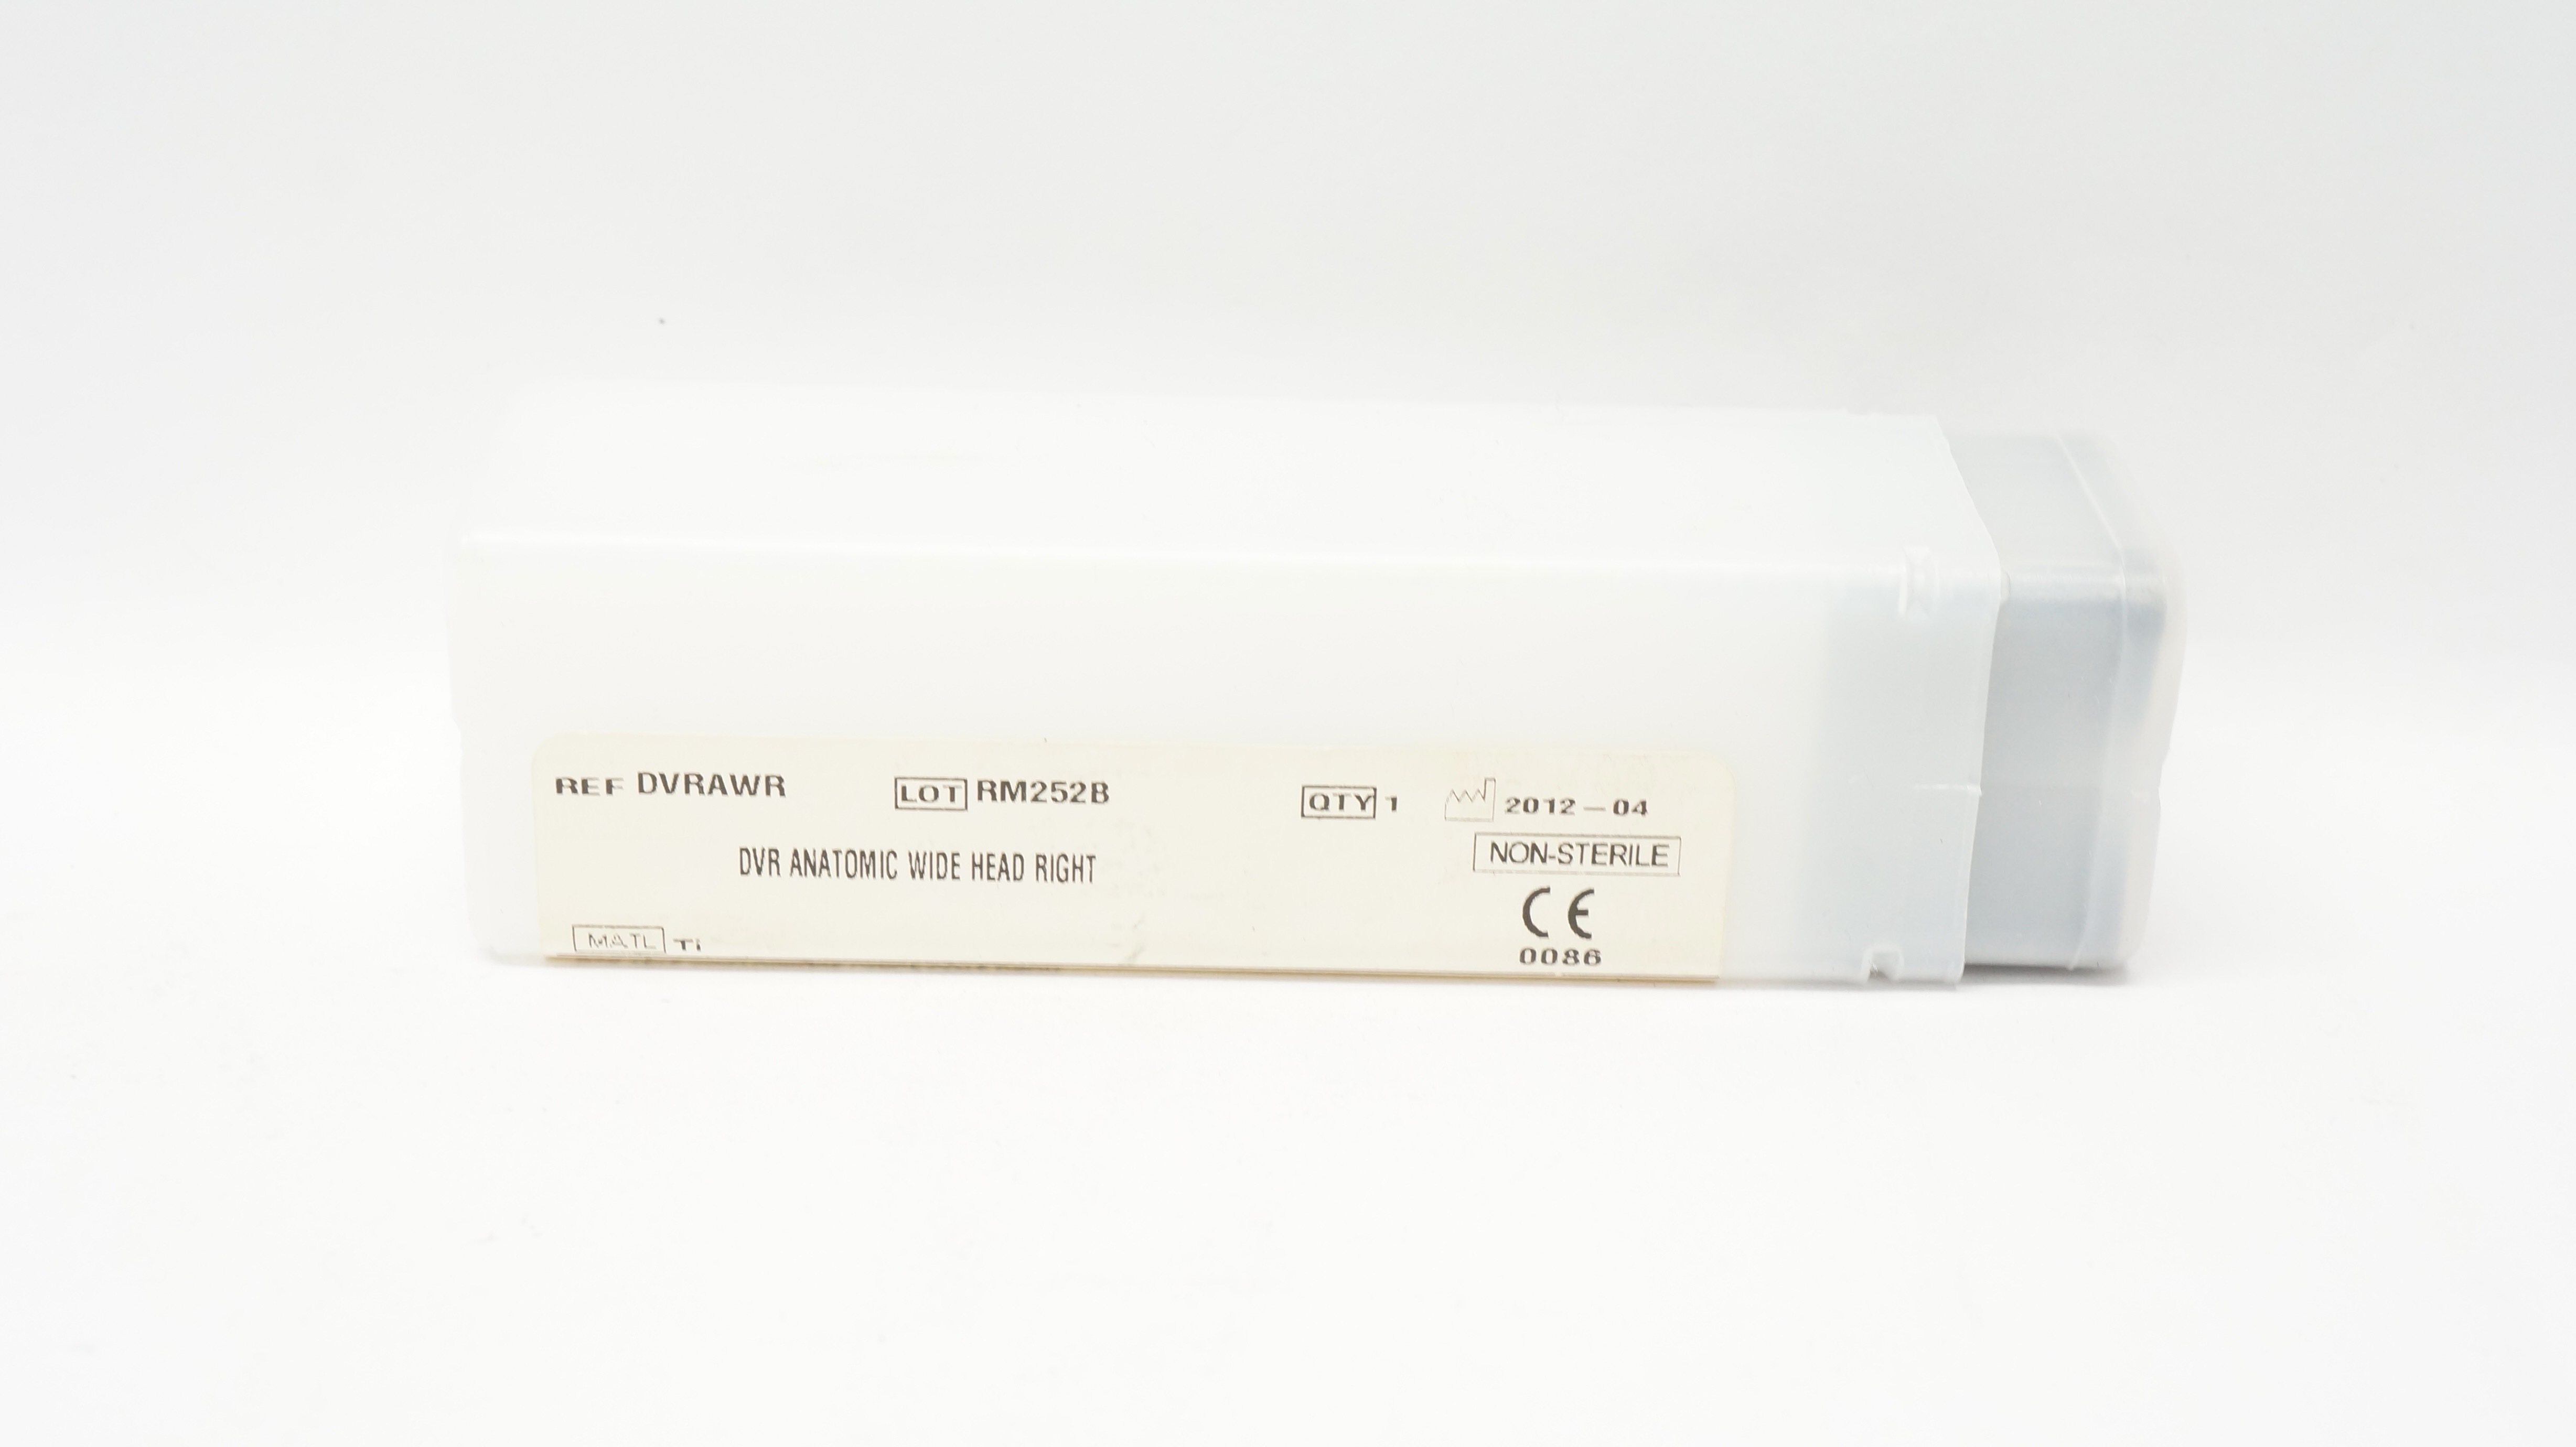 REF DVRAWR LOT RM252B QTY 1 2012-04
DVR ANATOMIC WIDE HEAD RIGHT NON-STERILE
CE
MATL Ti 0086